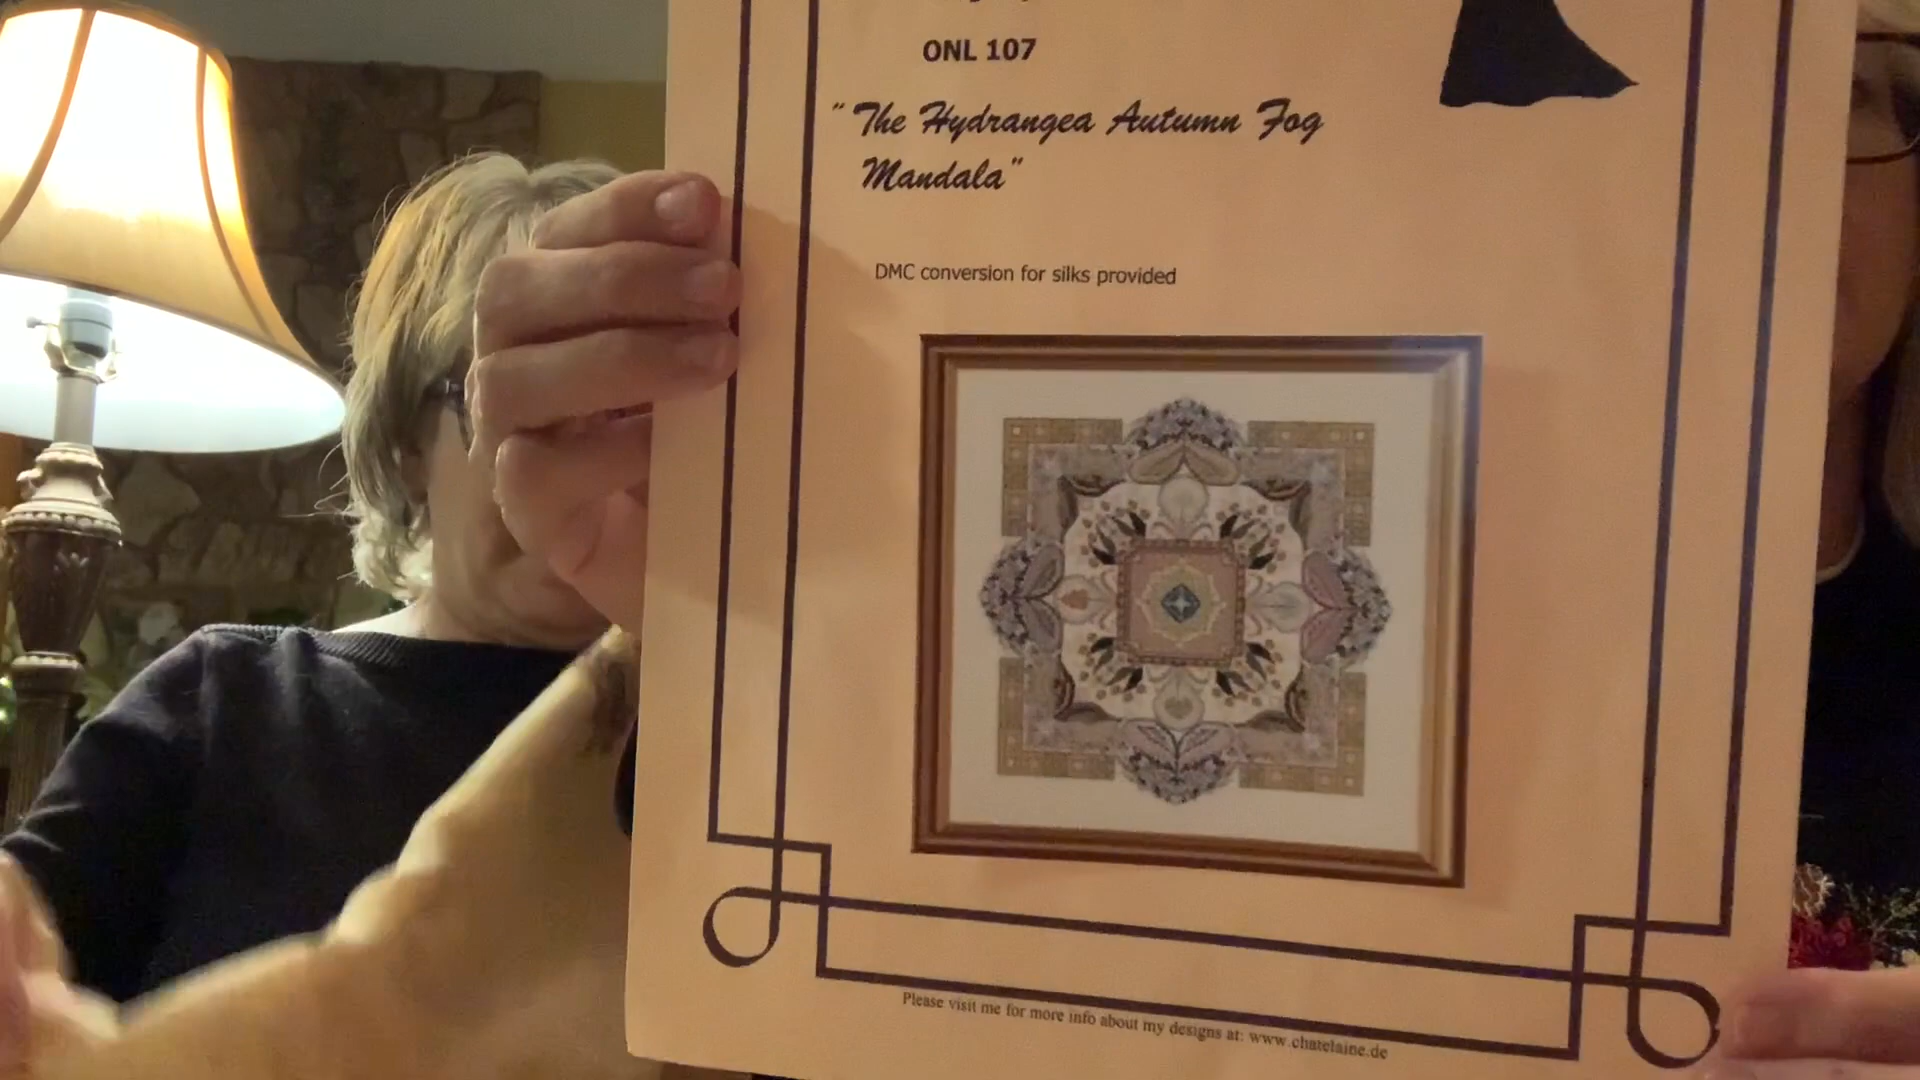 ONL 107
"The Hydrangea Autumn Fog
Mandala"
DMC conversion for silks provided
Please visit me for more info about my designs at: www.chatelaine.de